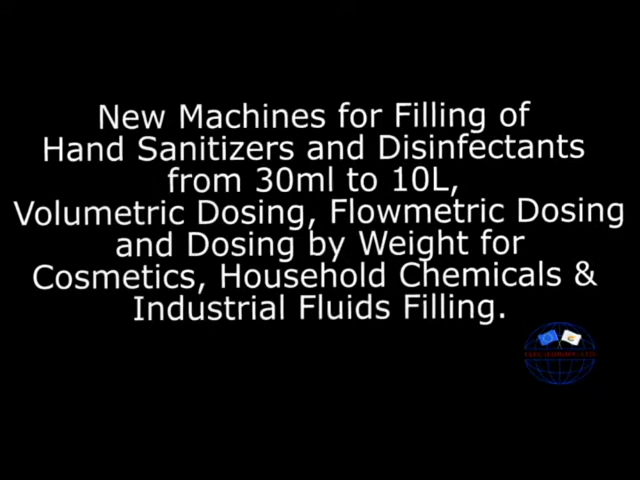 New Machines for Filling of
Hand Sanitizers and Disinfectants
from 30ml to 10L,
Volumetric Dosing, Flowmetric Dosing
and Dosing by Weight for
Cosmetics, Household Chemicals &
Industrial Fluids Filling.